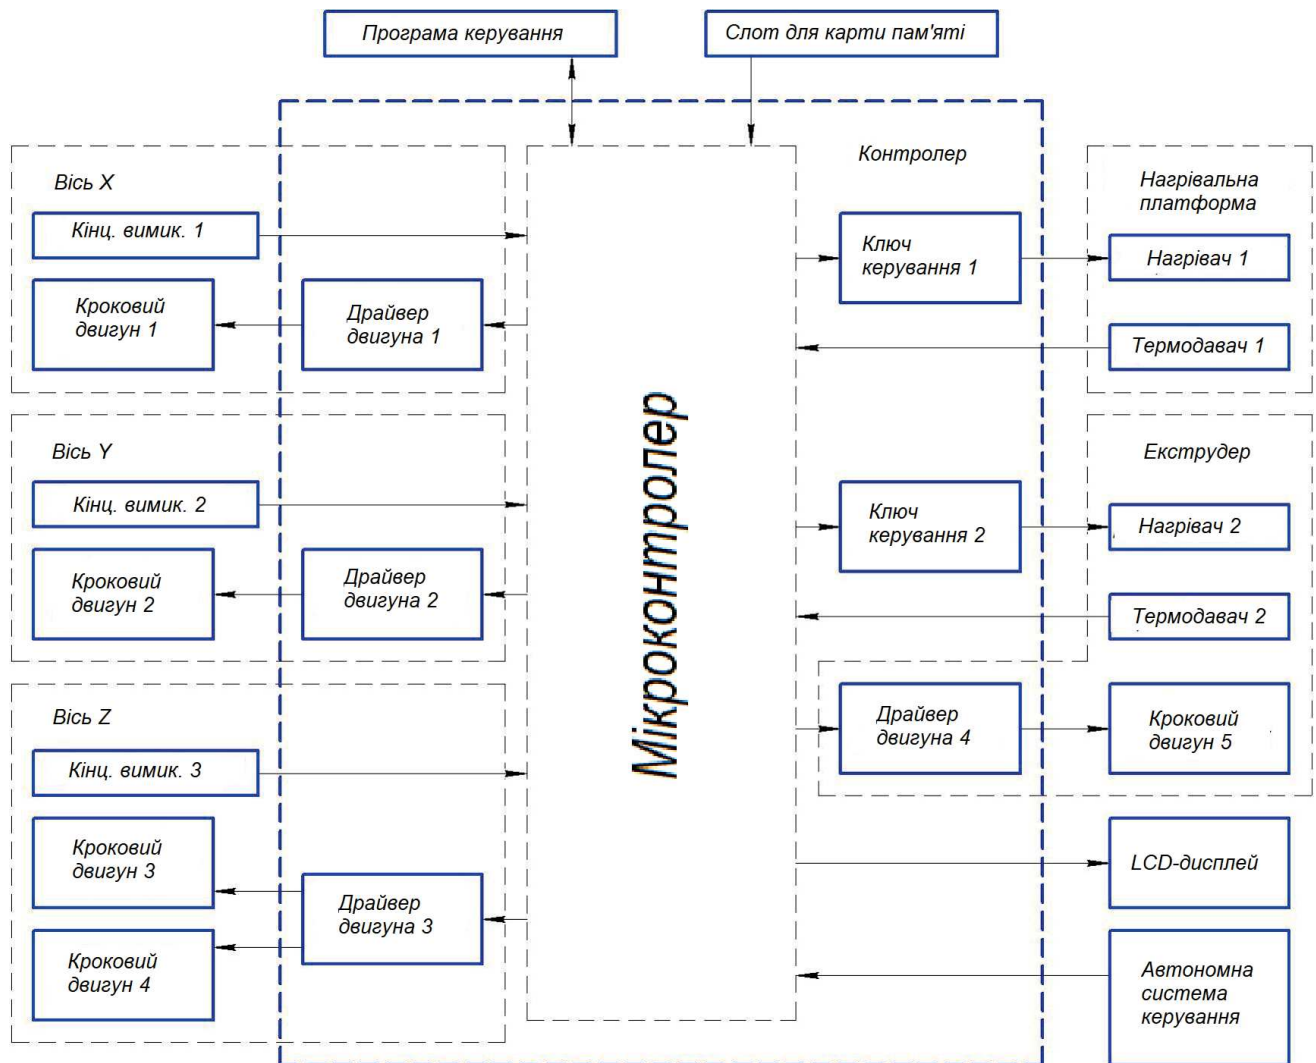 Програма керування
Слот для карти пам'яті
Контролер
Вісь X
Кінц. вимик. 1
Кроковий
двигун 1
Драйвер
двигуна 1
Вісь Y
Кінц. вимик. 2
Кроковий
двигун 2
Драйвер
двигуна 2
Вісь Z
Кінц. вимик. 3
Кроковий
двигун 3
Кроковий
двигун 4
Драйвер
двигуна 3
Мікроконтролер
Ключ
керування 1
Нагрівальна
платформа
Нагрівач 1
Термодавач 1
Ключ
керування 2
Екструдер
Нагрівач 2
Термодавач 2
Драйвер
двигуна 4
Кроковий
двигун 5
LCD-дисплей
Автономна
система
керування